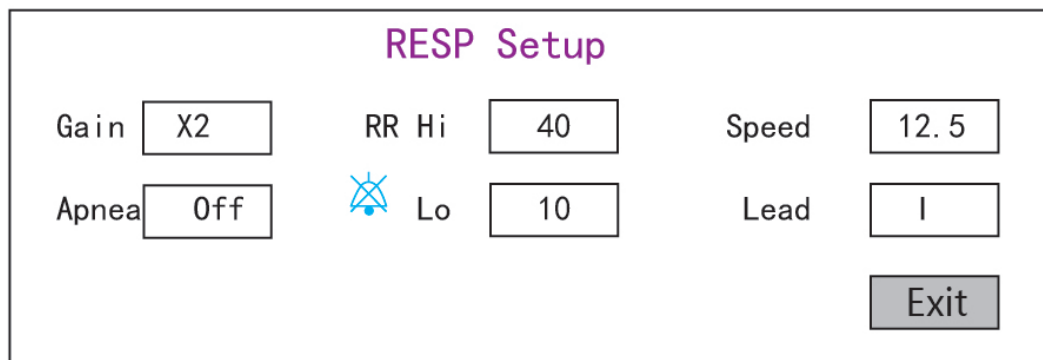 RESP Setup
Gain X2 RR Hi 40 Speed 12.5
Apnea Off Lo 10 Lead I
Exit